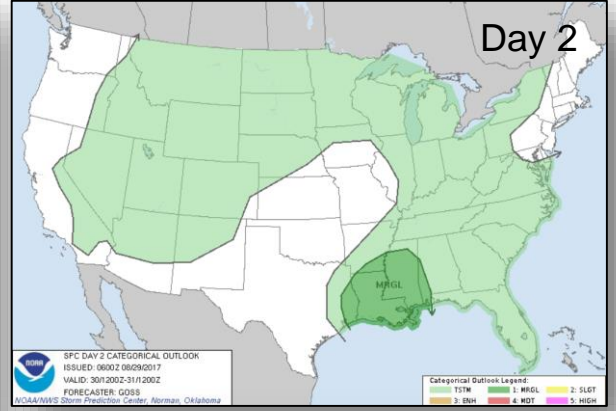 Day 2
MRGL
NOAA
SPC DAY 2 CATEGORICAL OUTLOOK
ISSUED: 0600Z 08/29/2017
VALID: 30/1200Z-31/1200Z
FORECASTER: GOSS
NOAA/NWS Storm Prediction Center, Norman, Oklahoma
Categorical Outlook Legend:
TSTM 1: MRGL 2: SLGT
3: ENH 4: MDT 5: HIGH